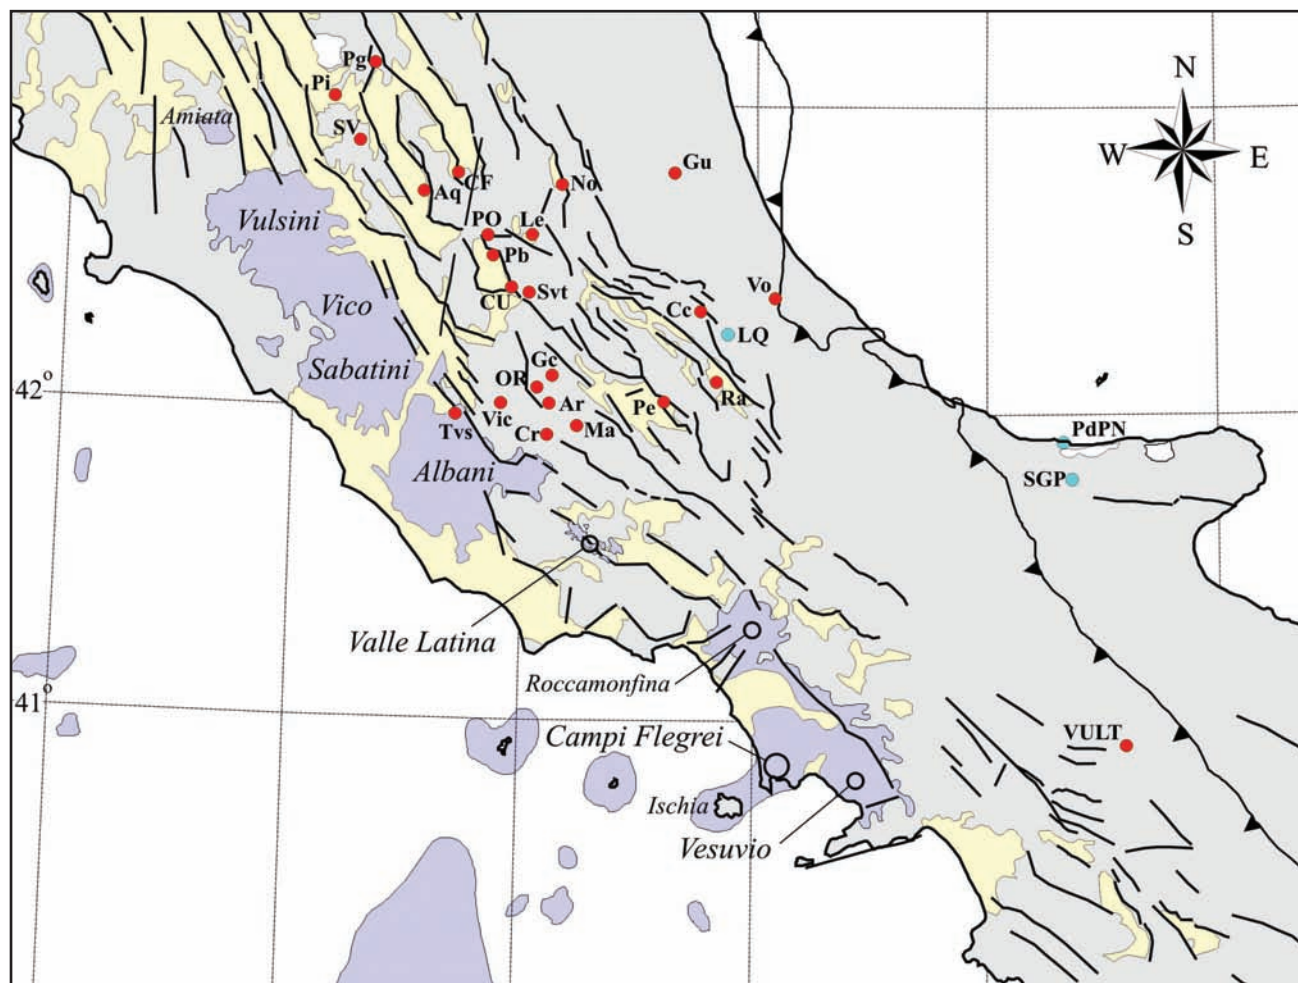 Pg
Pi
N
Amiata
SV
W
E
Gu
CF
No
Aq
S
Vulsini
PO
Le
Pb
CU
Svt
Vo
Vico
Cc
LQ
Gc
Sabatini
OR
42°
Ra
Vic
Ar
Pe
Tvs
Cr
Ma
PdPN
Albani
SGP
Valle Latina
Roccamonfina
41°
VULT
Campi Flegrei
Ischia
Vesuvio